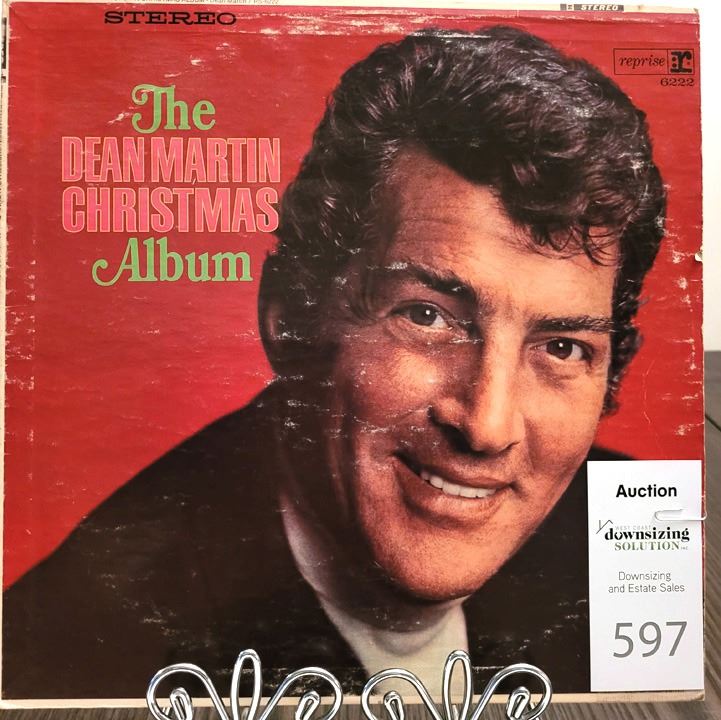 STEREO
STEREO
reprise r:
6222
The
DEAN MARTIN
CHRISTMAS
Album
Auction
WEST COAST
downsizing
SOLUTION INC
Downsizing
and Estate Sales
597